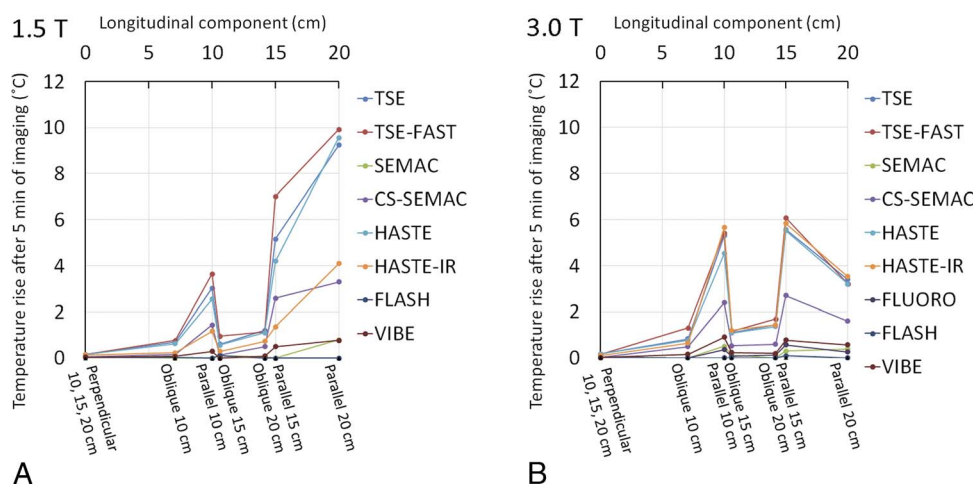 1.5 T
Longitudinal component (cm)
0 5 10 15 20
Temperature rise after 5 min of imaging (˚C)
12
10
8
6
4
2
0
Perpendicular
10, 15, 20 cm
Oblique 10 cm
Parallel 10 cm
Oblique 15 cm
Oblique 20 cm
Parallel 15 cm
Parallel 20 cm
TSE
TSE-FAST
SEMAC
CS-SEMAC
HASTE
HASTE-IR
FLASH
VIBE
A
3.0 T
Longitudinal component (cm)
0 5 10 15 20
Temperature rise after 5 min of imaging (˚C)
12
10
8
6
4
2
0
Perpendicular
10, 15, 20 cm
Oblique 10 cm
Parallel 10 cm
Oblique 15 cm
Oblique 20 cm
Parallel 15 cm
Parallel 20 cm
TSE
TSE-FAST
SEMAC
CS-SEMAC
HASTE
HASTE-IR
FLUORO
FLASH
VIBE
B